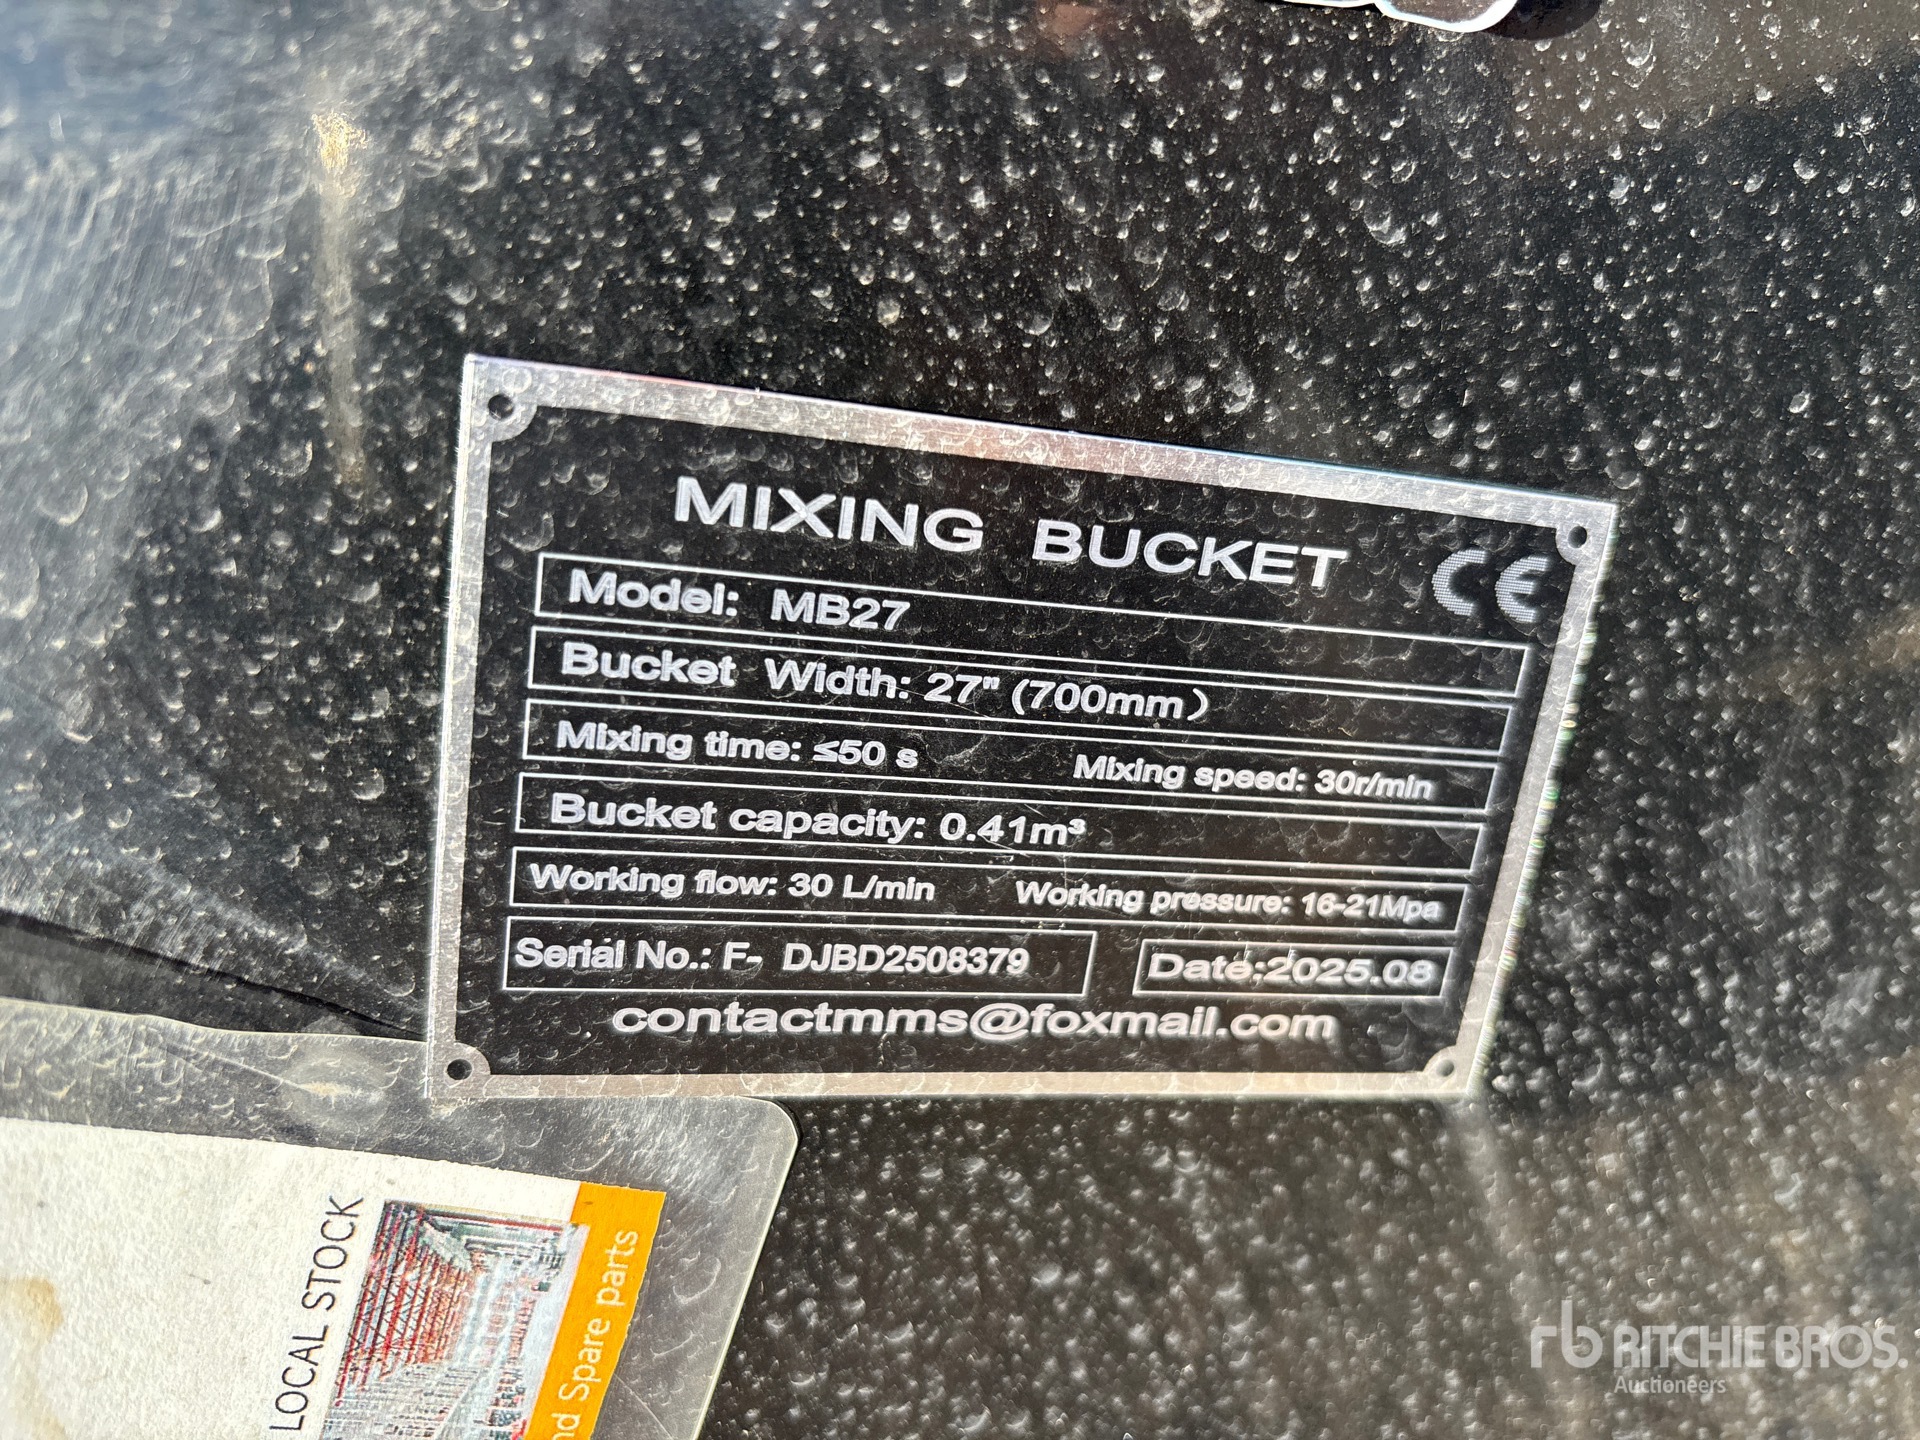 MIXING BUCKET
CE
Model: MB27
Bucket Width: 27" (700mm)
Mixing time: ≤50 s Mixing speed: 30r/min
Bucket capacity: 0.41m³
Working flow: 30 L/min Working pressure: 16-21Mpa
Serial No.: F- DJBD2508379 Date:2025.08
contactmms@foxmail.com
LOCAL STOCK
Spare parts
rb RITCHIE BROS.
Auctioneers